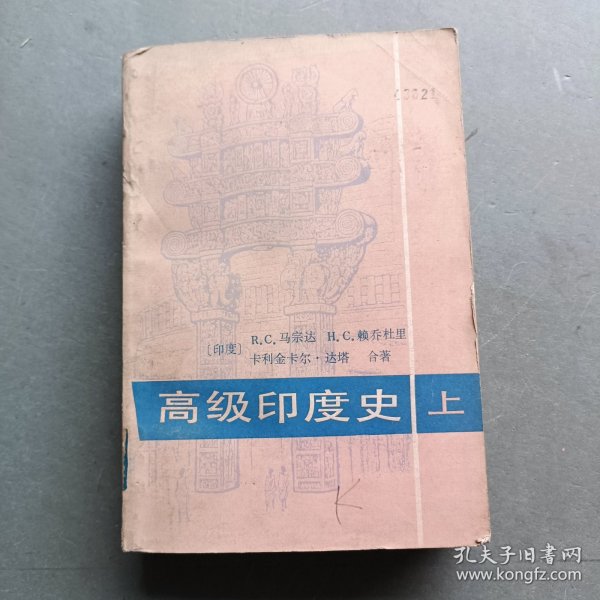 [印度] R.C.马宗达 H.C.赖乔杜里
卡利金卡尔·达塔 合著
高级印度史 上
K
孔夫子旧书网
www.kongfz.com